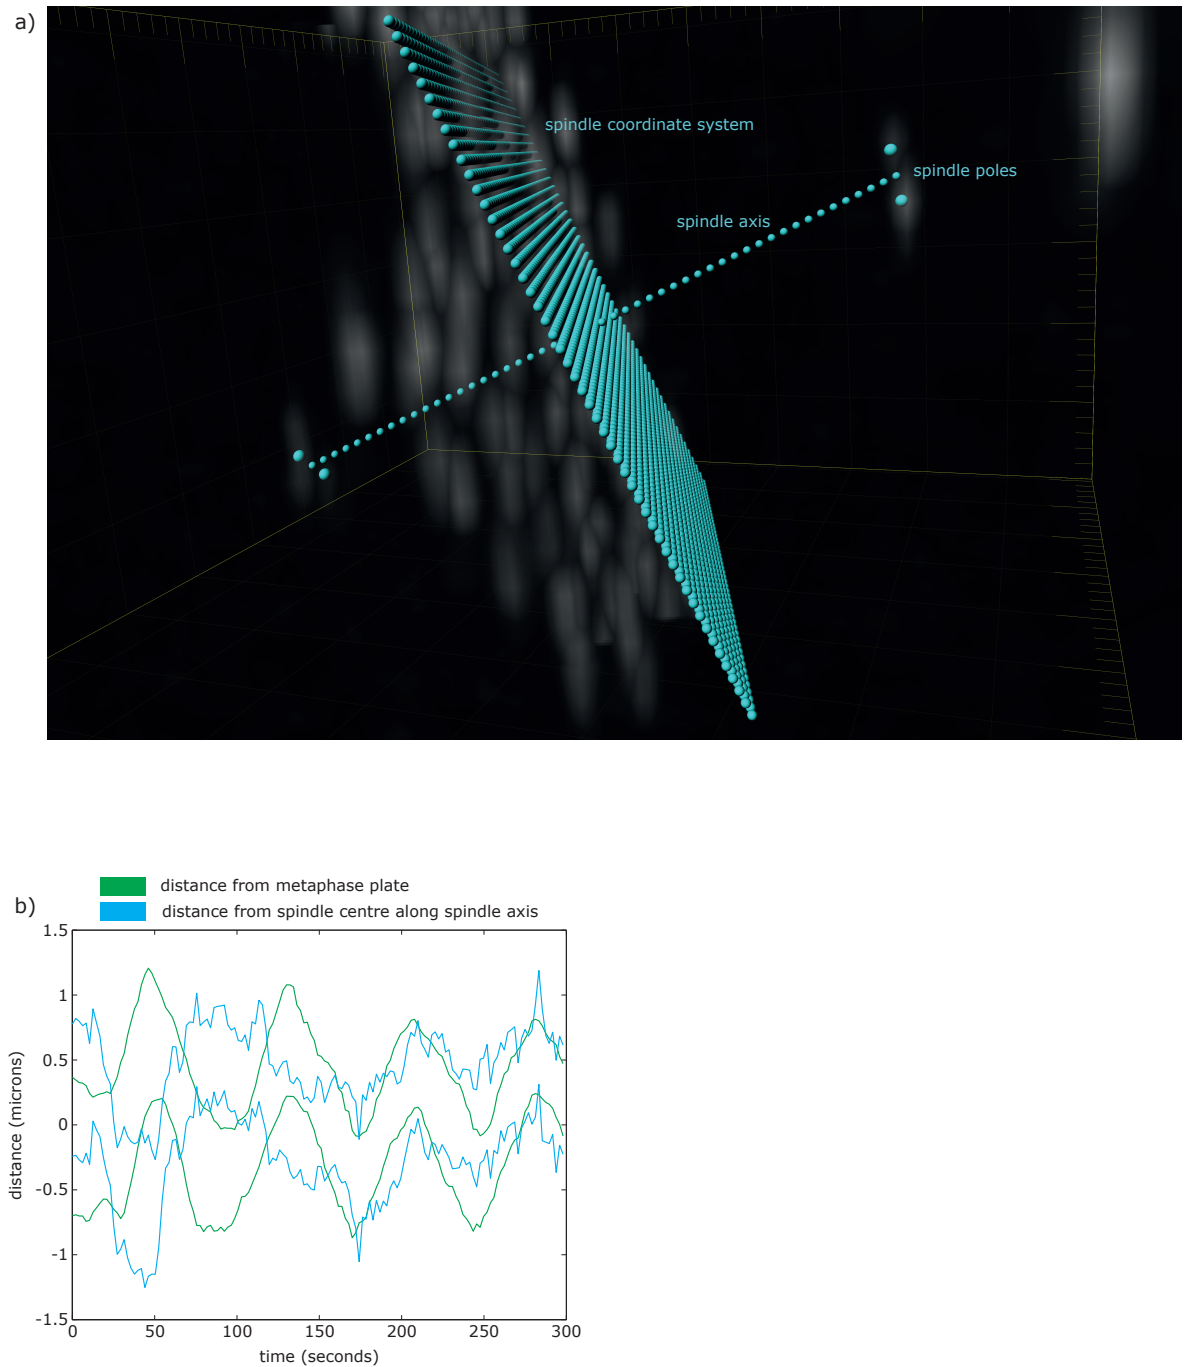 a)
spindle coordinate system
spindle poles
spindle axis
distance from metaphase plate
b)
distance from spindle centre along spindle axis
1.5
1
0.5
0
-0.5
-1
-1.5
distance (microns)
0 50 100 150 200 250 300
time (seconds)